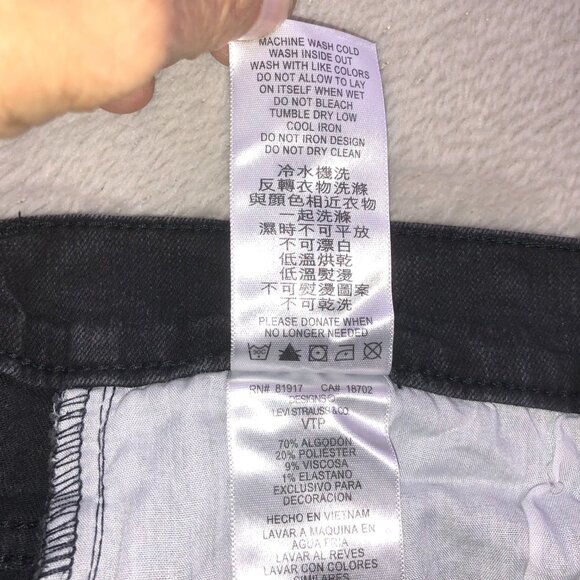 MACHINE WASH COLD
WASH INSIDE OUT
WASH WITH LIKE COLORS
DO NOT ALLOW TO LAY
ON ITSELF WHEN WET
DO NOT BLEACH
TUMBLE DRY LOW
COOL IRON
DO NOT IRON DESIGN
DO NOT DRY CLEAN
冷水機洗
反轉衣物洗滌
與顏色相近衣物
一起洗滌
濕時不可平放
不可漂白
低溫烘乾
低溫熨燙
不可熨燙圖案
不可乾洗
PLEASE DONATE WHEN
NO LONGER NEEDED
RN# 81917 CA# 18702
DESIGNS ©
LEVI STRAUSS & CO
VTP
70% ALGODÓN
20% POLIÉSTER
9% VISCOSA
1% ELASTANO
EXCLUSIVO PARA
DECORACION
HECHO EN VIETNAM
LAVAR A MAQUINA EN
AGUA FRIA
LAVAR AL REVES
LAVAR CON COLORES
SIMILARES